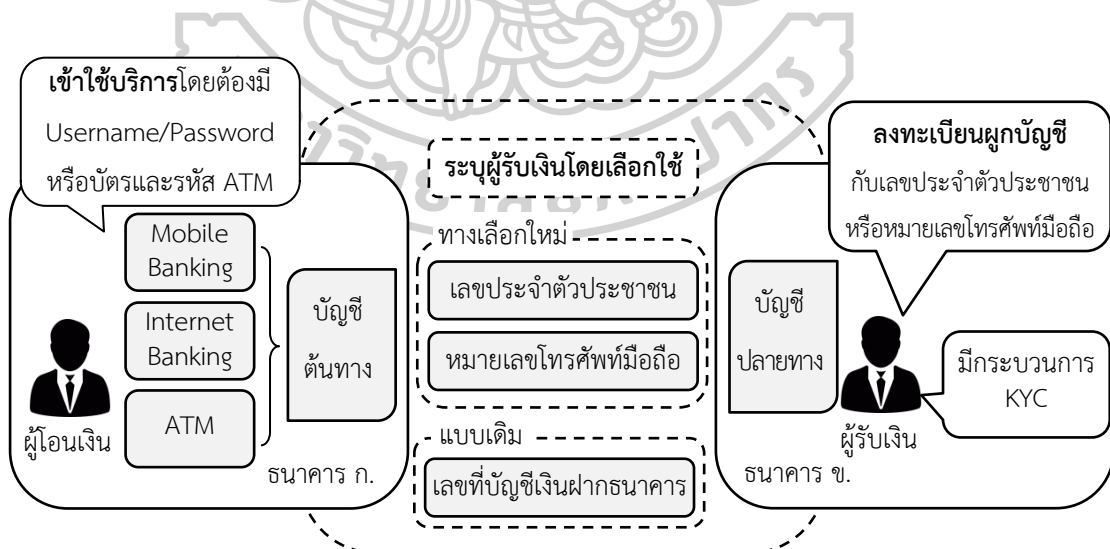 เข้าใช้บริการโดยต้องมี
Username/Password
หรือบัตรและรหัส ATM
Mobile
Banking
Internet
Banking
ATM
ผู้โอนเงิน
บัญชี
ต้นทาง
ธนาคาร ก.
ระบุผู้รับเงินโดยเลือกใช้
ทางเลือกใหม่
เลขประจำตัวประชาชน
หมายเลขโทรศัพท์มือถือ
แบบเดิม
เลขที่บัญชีเงินฝากธนาคาร
ลงทะเบียนผูกบัญชี
กับเลขประจำตัวประชาชน
หรือหมายเลขโทรศัพท์มือถือ
บัญชี
ปลายทาง
ผู้รับเงิน
มีกระบวนการ
KYC
ธนาคาร ข.